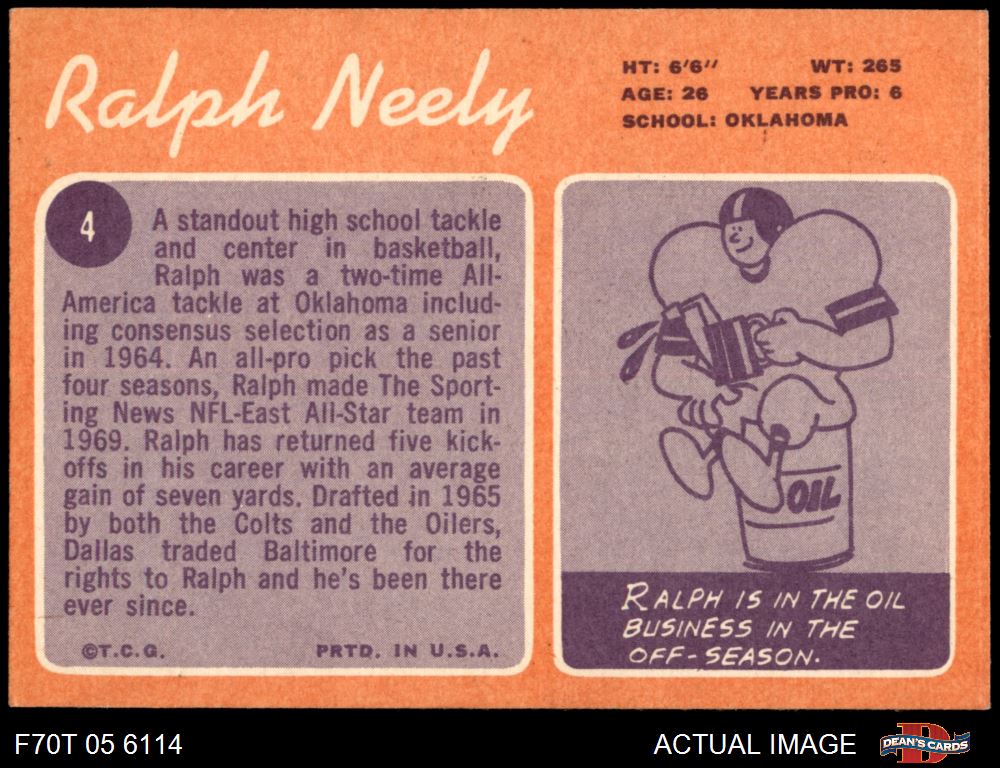 Ralph Neely
HT: 6'6" WT: 265
AGE: 26 YEARS PRO: 6
SCHOOL: OKLAHOMA
4
A standout high school tackle
and center in basketball,
Ralph was a two-time All-
America tackle at Oklahoma includ-
ing consensus selection as a senior
in 1964. An all-pro pick the past
four seasons, Ralph made The Sport-
ing News NFL-East All-Star team in
1969. Ralph has returned five kick-
offs in his career with an average
gain of seven yards. Drafted in 1965
by both the Colts and the Oilers,
Dallas traded Baltimore for the
rights to Ralph and he's been there
ever since.
©T.C.G. PRTD. IN U.S.A.
OIL
RALPH IS IN THE OIL
BUSINESS IN THE
OFF-SEASON.
F70T 05 6114
ACTUAL IMAGE
DEAN'S CARDS